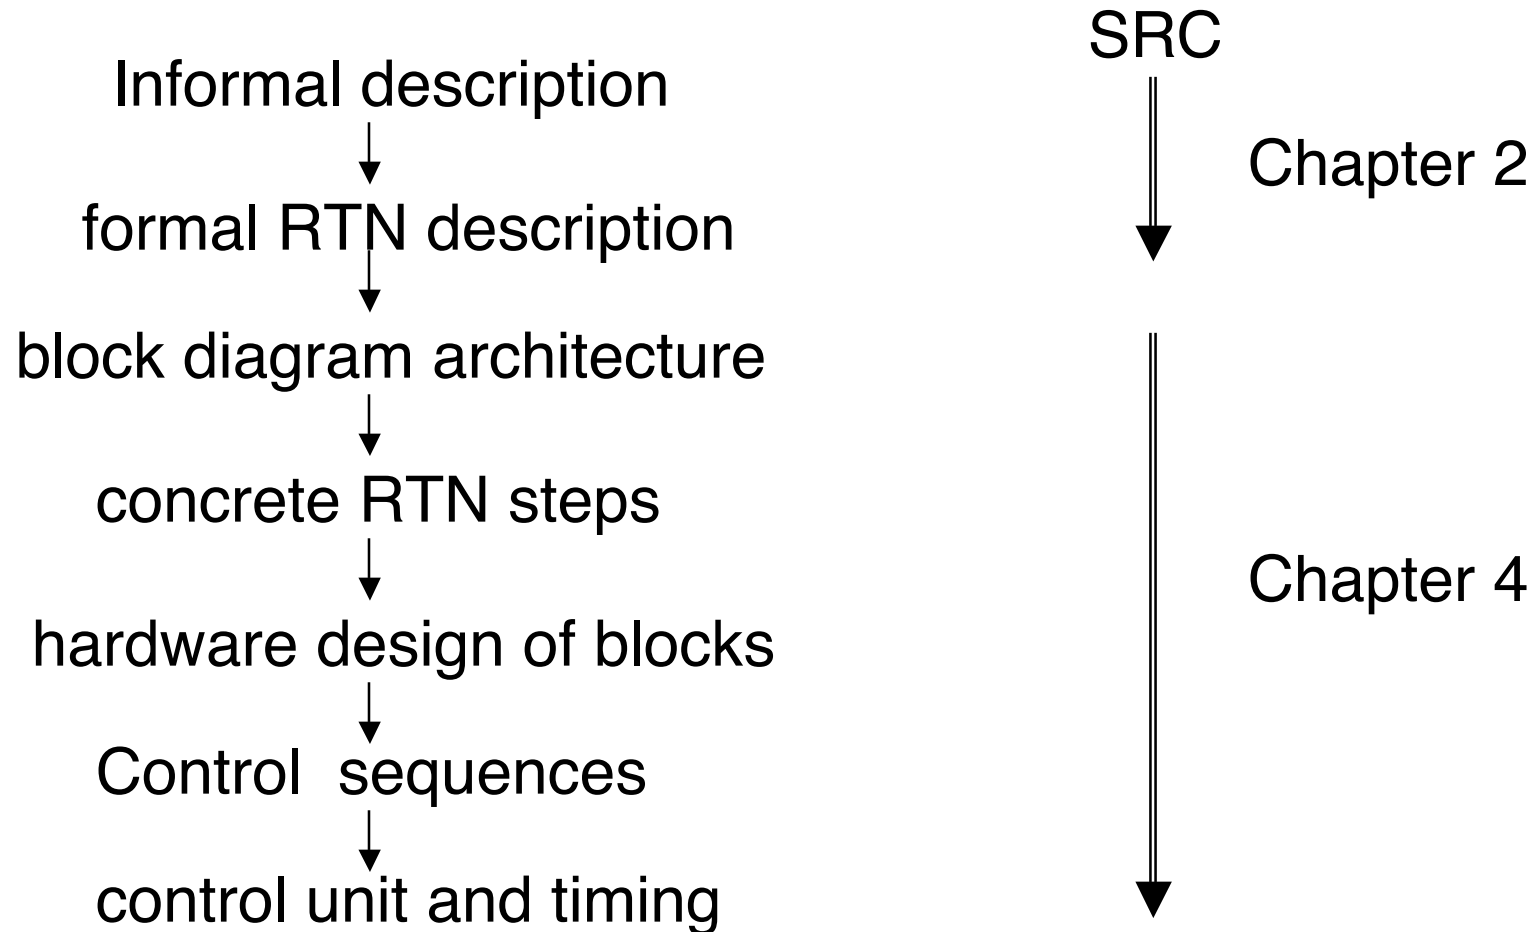 SRC
Informal description
Chapter 2
formal RTN description
block diagram architecture
concrete RTN steps
Chapter 4
hardware design of blocks
Control sequences
control unit and timing